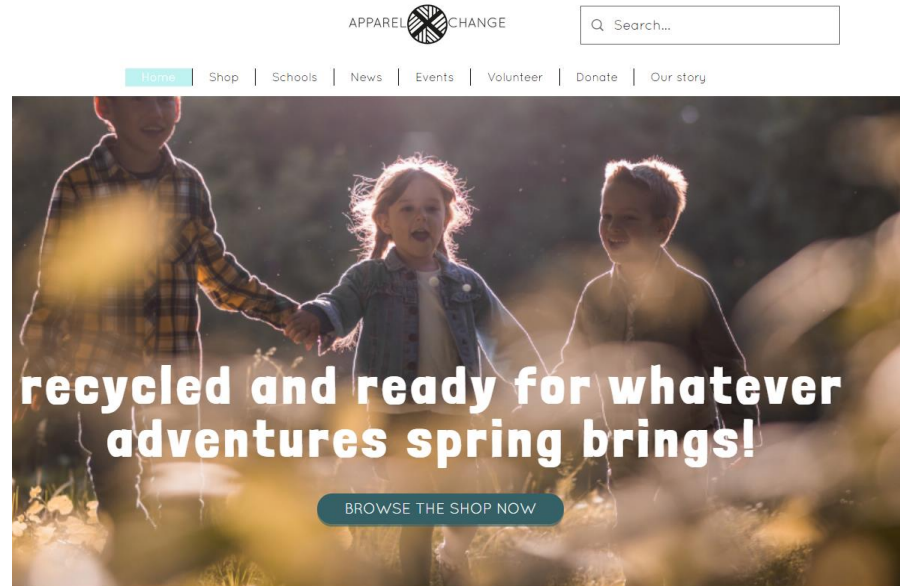 APPAREL XCHANGE
Search...
Home Shop Schools News Events Volunteer Donate Our story
recycled and ready for whatever
adventures spring brings!
BROWSE THE SHOP NOW